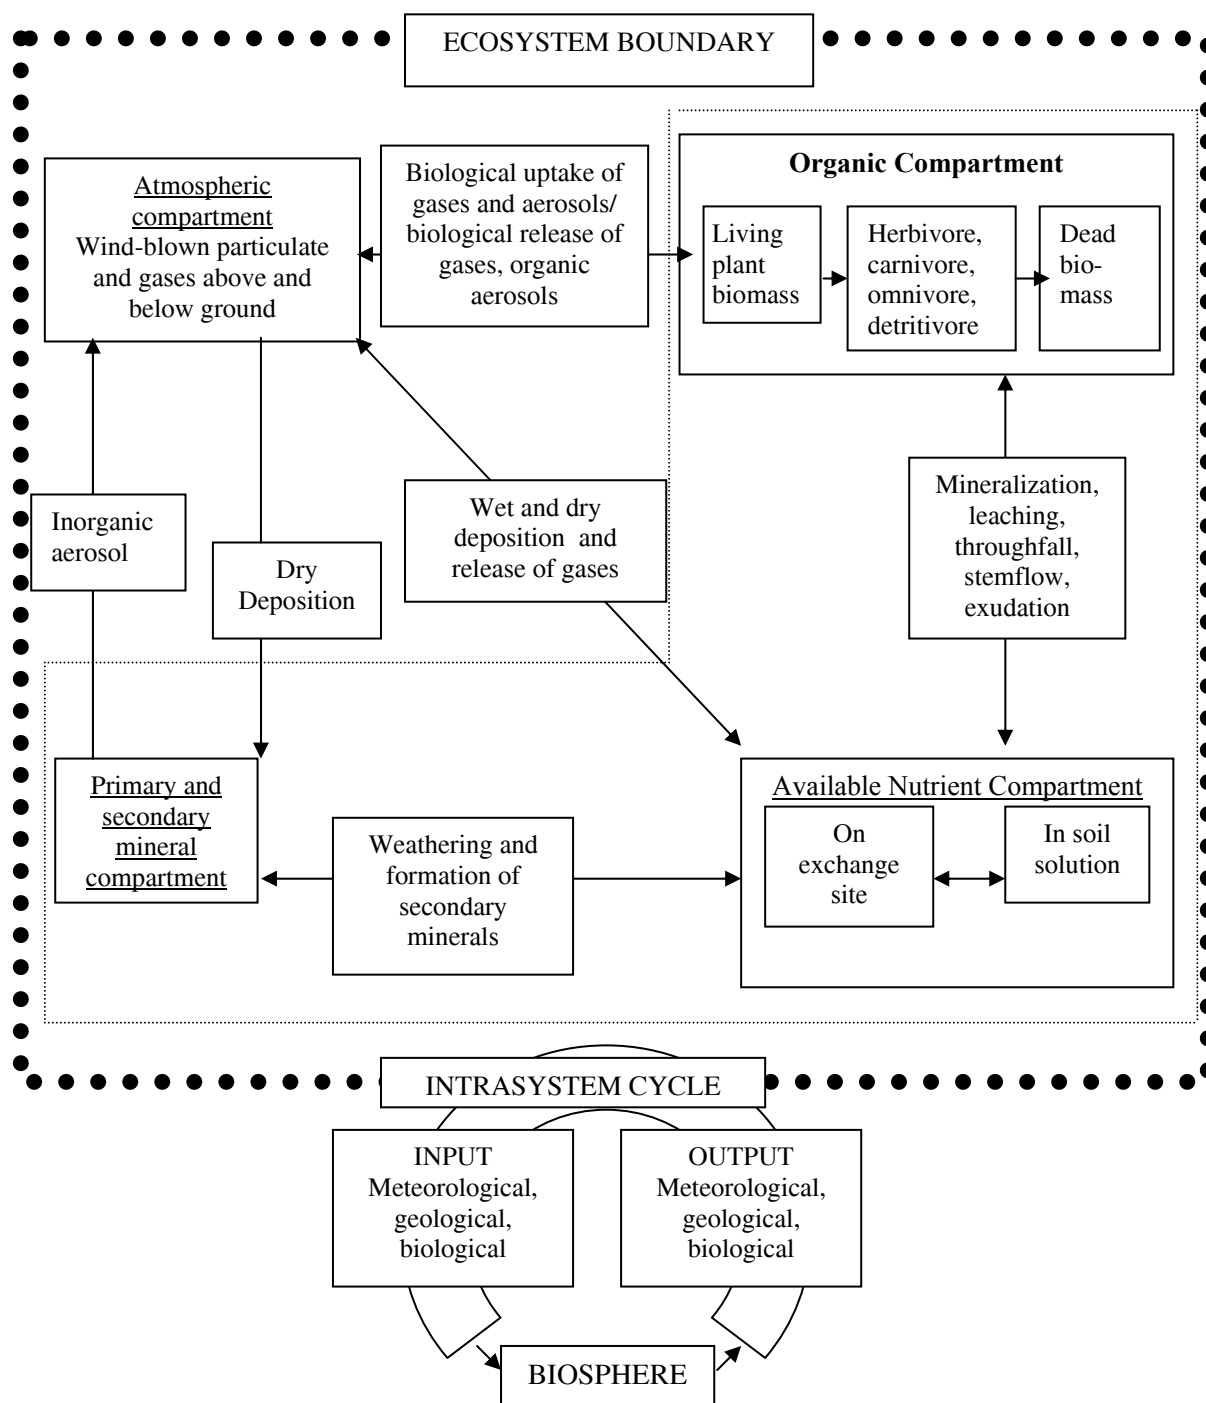 ECOSYSTEM BOUNDARY
Atmospheric
compartment
Wind-blown particulate
and gases above and
below ground
Biological uptake of
gases and aerosols/
biological release of
gases, organic
aerosols
Organic Compartment
Living
plant
biomass
Herbivore,
carnivore,
omnivore,
detritivore
Dead
bio-
mass
Inorganic
aerosol
Dry
Deposition
Wet and dry
deposition and
release of gases
Mineralization,
leaching,
throughfall,
stemflow,
exudation
Primary and
secondary
mineral
compartment
Weathering and
formation of
secondary
minerals
Available Nutrient Compartment
On
exchange
site
In soil
solution
INTRASYSTEM CYCLE
INPUT
Meteorological,
geological,
biological
OUTPUT
Meteorological,
geological,
biological
BIOSPHERE